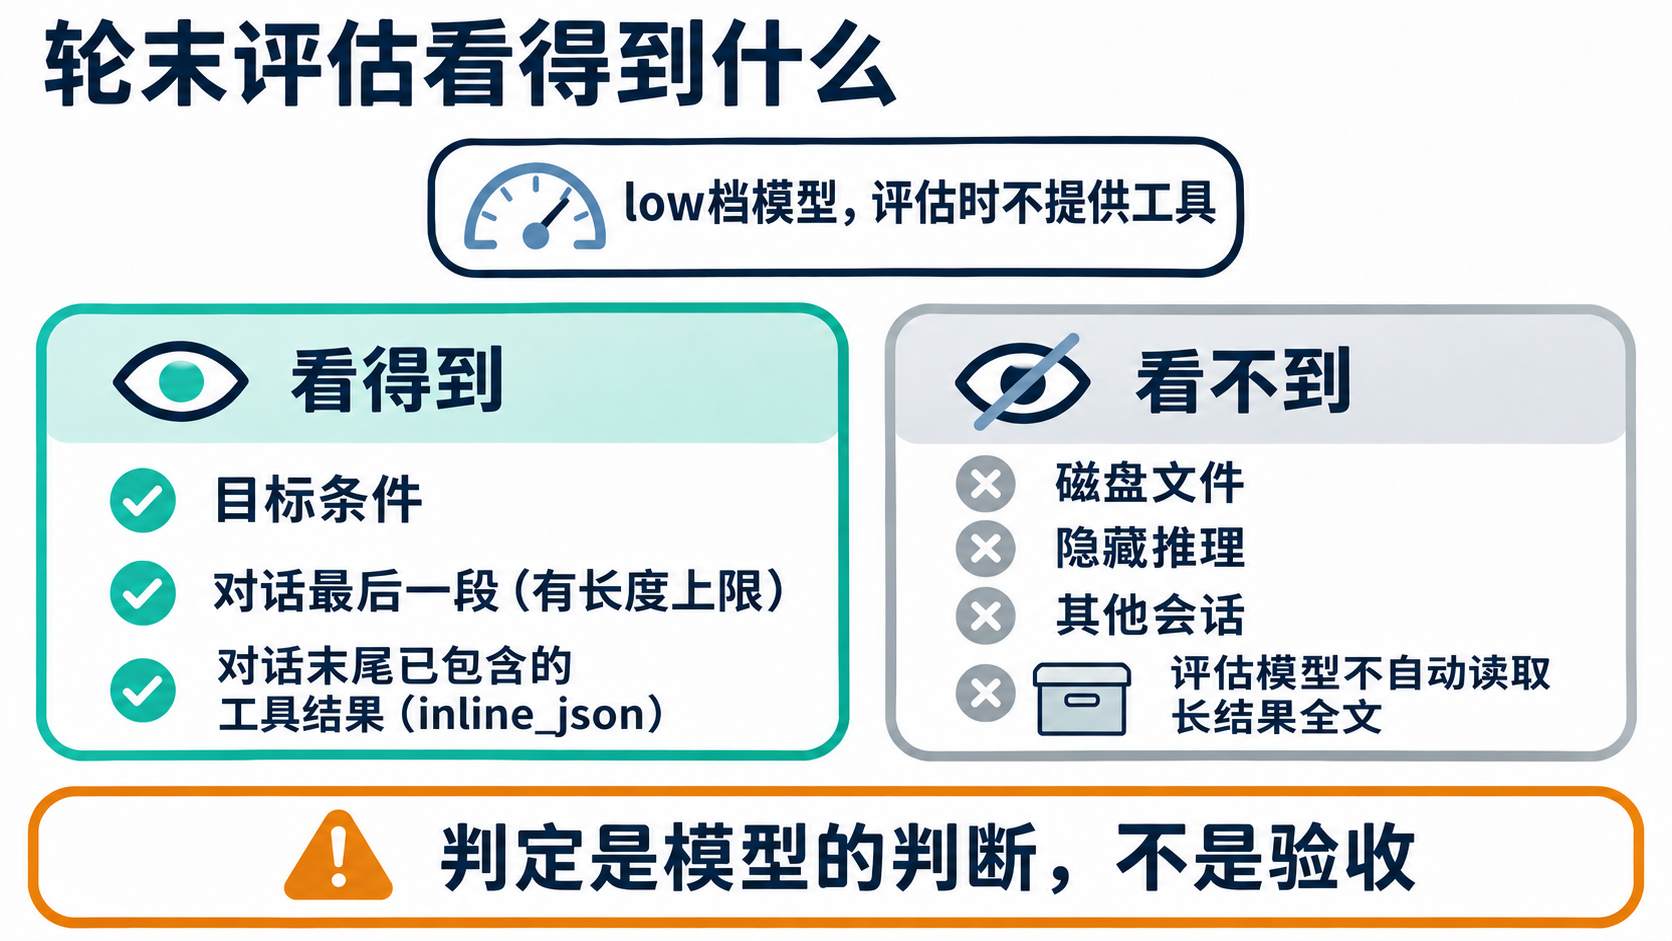 轮末评估看得到什么
low档模型，评估时不提供工具
看得到
目标条件
对话最后一段（有长度上限）
对话末尾已包含的
工具结果（inline_json）
看不到
磁盘文件
隐藏推理
其他会话
评估模型不自动读取
长结果全文
判定是模型的判断，不是验收